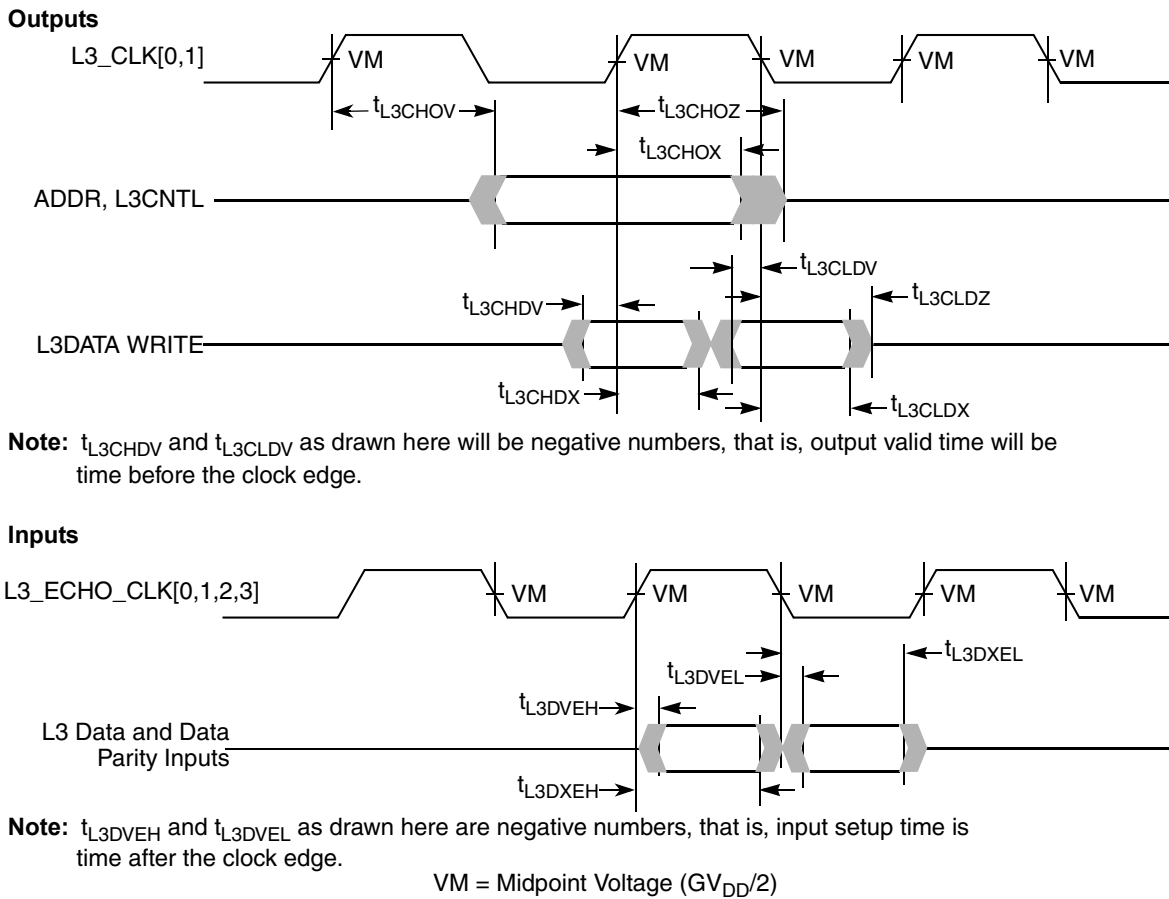 Outputs
L3_CLK[0,1]
VM
VM
VM
VM
VM
tL3CHOV
tL3CHOZ
tL3CHOX
ADDR, L3CNTL
tL3CLDV
tL3CHDV
tL3CLDZ
L3DATA WRITE
tL3CHDX
tL3CLDX
Note: tL3CHDV and tL3CLDV as drawn here will be negative numbers, that is, output valid time will be
time before the clock edge.
Inputs
L3_ECHO_CLK[0,1,2,3]
VM
VM
VM
VM
VM
tL3DXEL
tL3DVEL
tL3DVEH
L3 Data and Data
Parity Inputs
tL3DXEH
Note: tL3DVEH and tL3DVEL as drawn here are negative numbers, that is, input setup time is
time after the clock edge.
VM = Midpoint Voltage (GVDD/2)